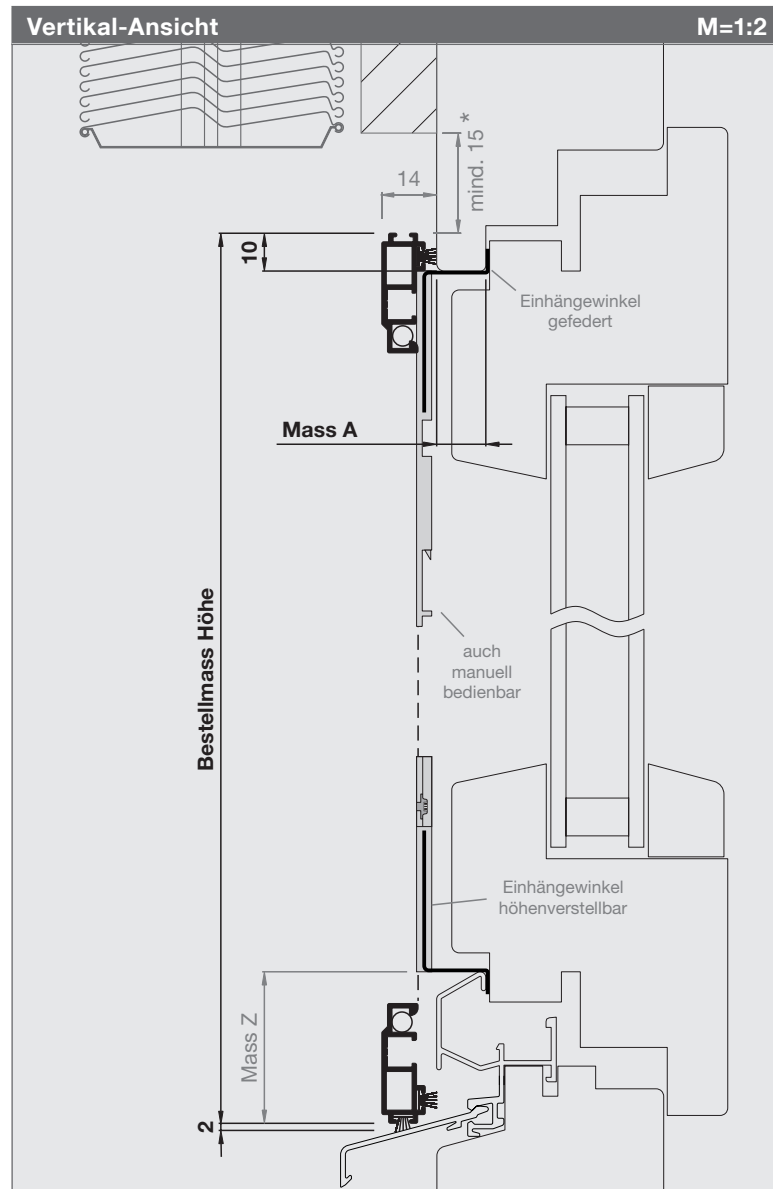 Vertikal-Ansicht M=1:2
mind. 15 *
14
10
Einhängewinkel
gefedert
Mass A
Bestellmass Höhe
auch
manuell
bedienbar
Einhängewinkel
höhenverstellbar
Mass Z
2